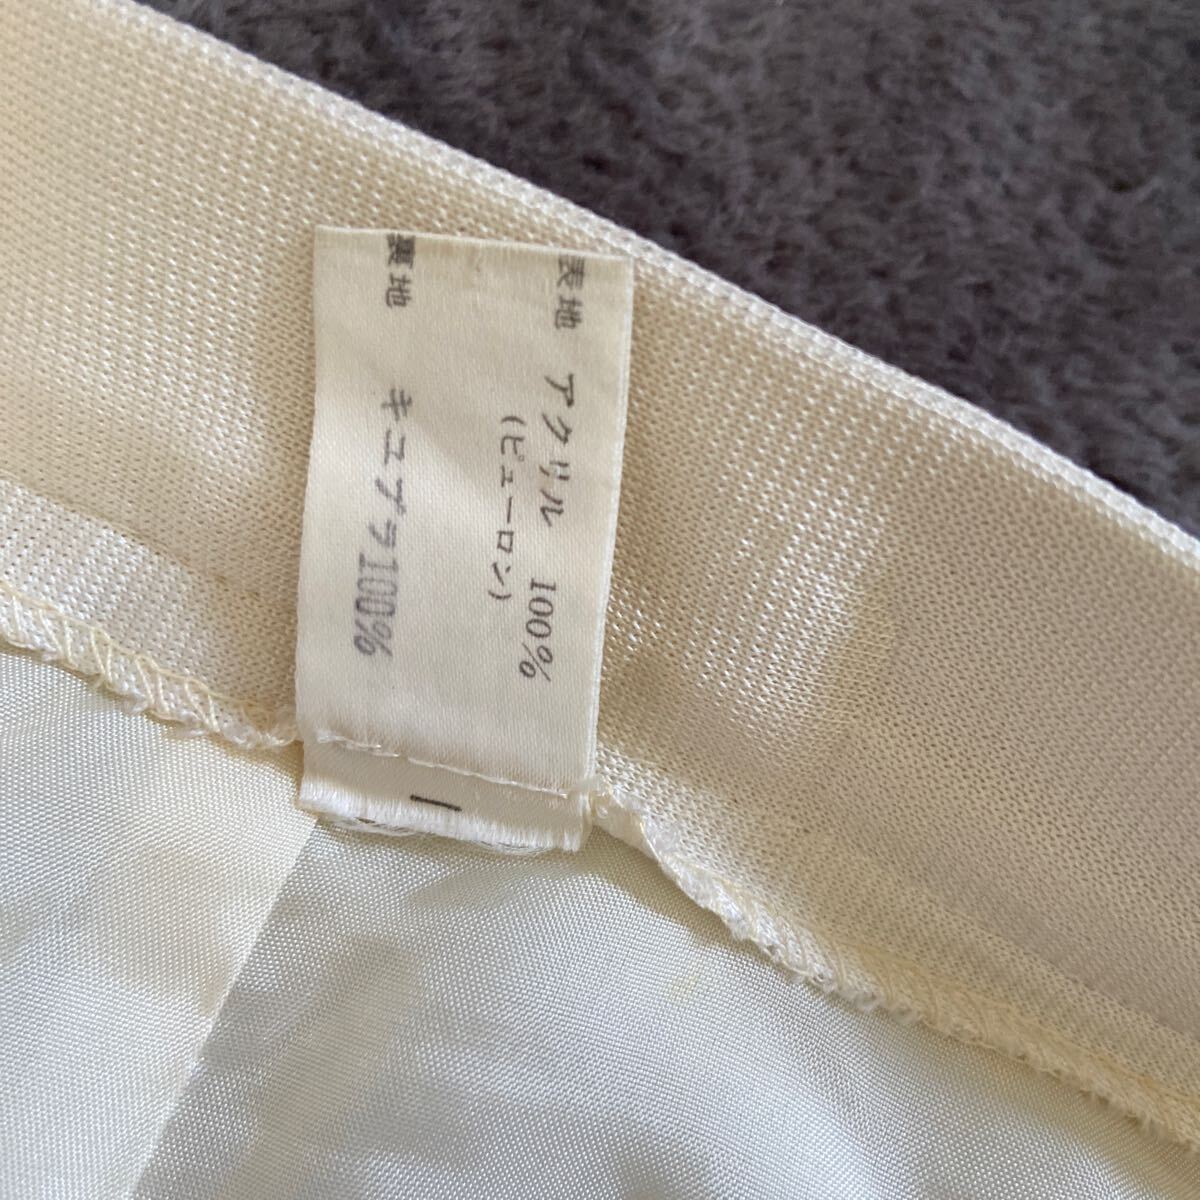 表地 アクリル 100%
(ピューロン)
裏地 キュプラ100%